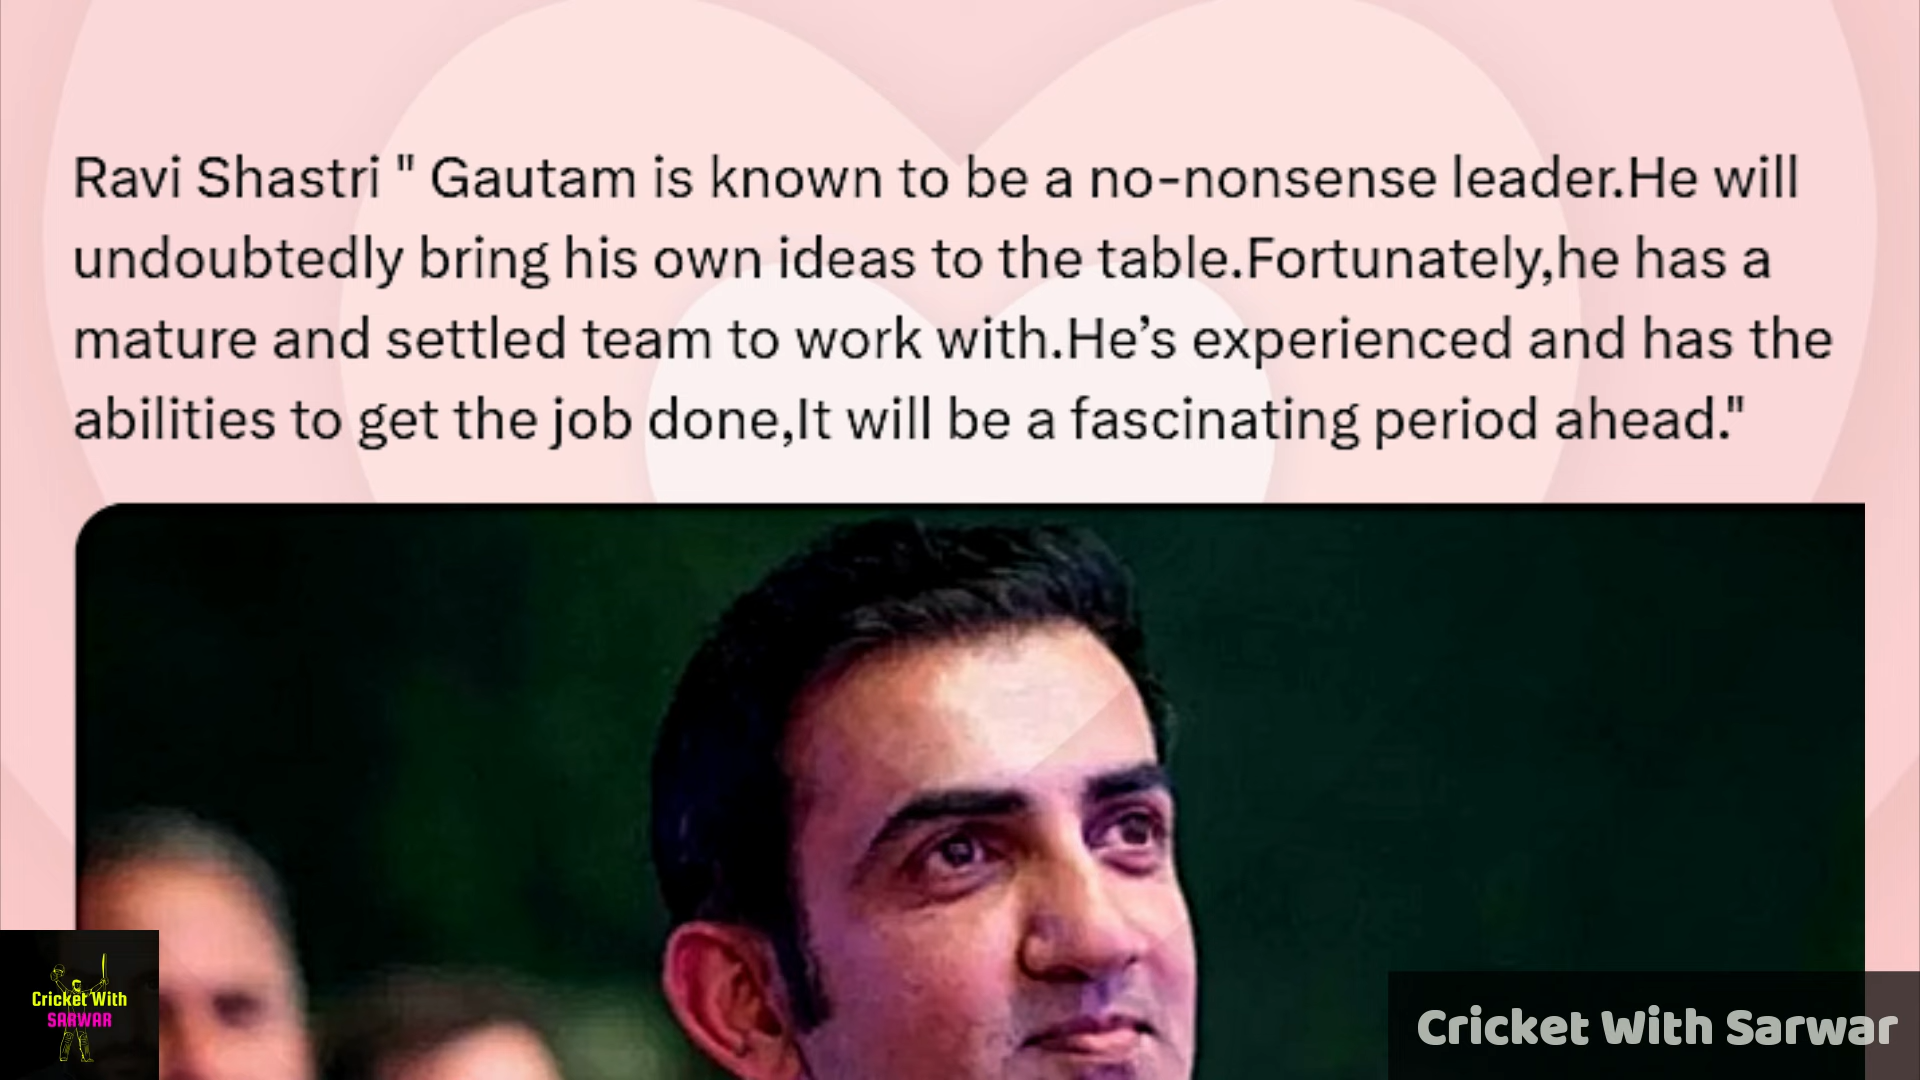 Ravi Shastri " Gautam is known to be a no-nonsense leader.He will
undoubtedly bring his own ideas to the table.Fortunately,he has a
mature and settled team to work with.He’s experienced and has the
abilities to get the job done,It will be a fascinating period ahead."
Cricket With
SARWAR
Cricket With Sarwar